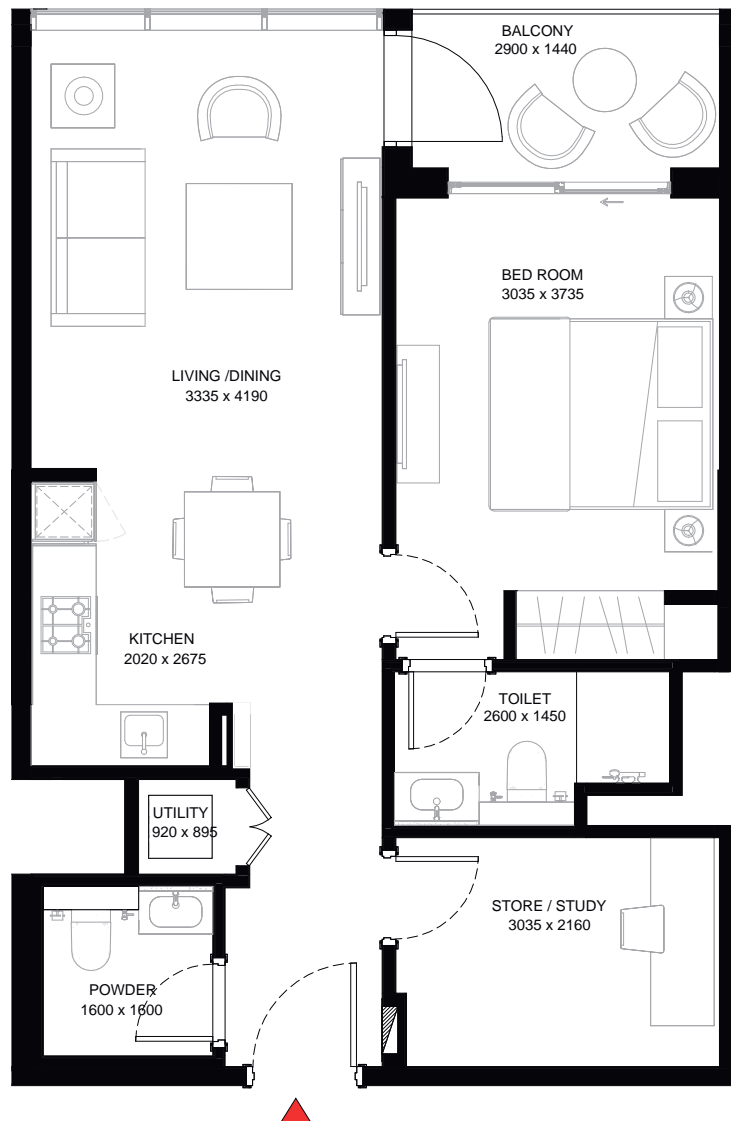 BALCONY
2900 x 1440
BED ROOM
3035 x 3735
LIVING /DINING
3335 x 4190
KITCHEN
2020 x 2675
TOILET
2600 x 1450
UTILITY
920 x 895
STORE / STUDY
3035 x 2160
POWDER
1600 x 1600